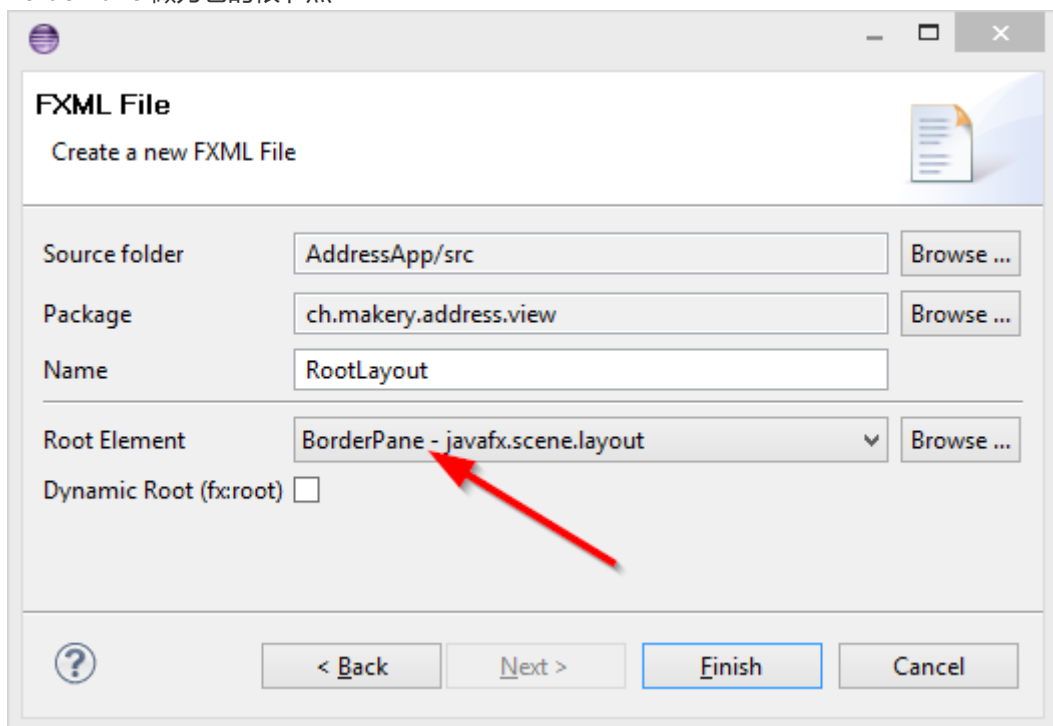 FXML File
Create a new FXML File
Source folder AddressApp/src Browse ...
Package ch.makery.address.view Browse ...
Name RootLayout
Root Element BorderPane - javafx.scene.layout Browse ...
Dynamic Root (fx:root)
? < Back Next > Finish Cancel